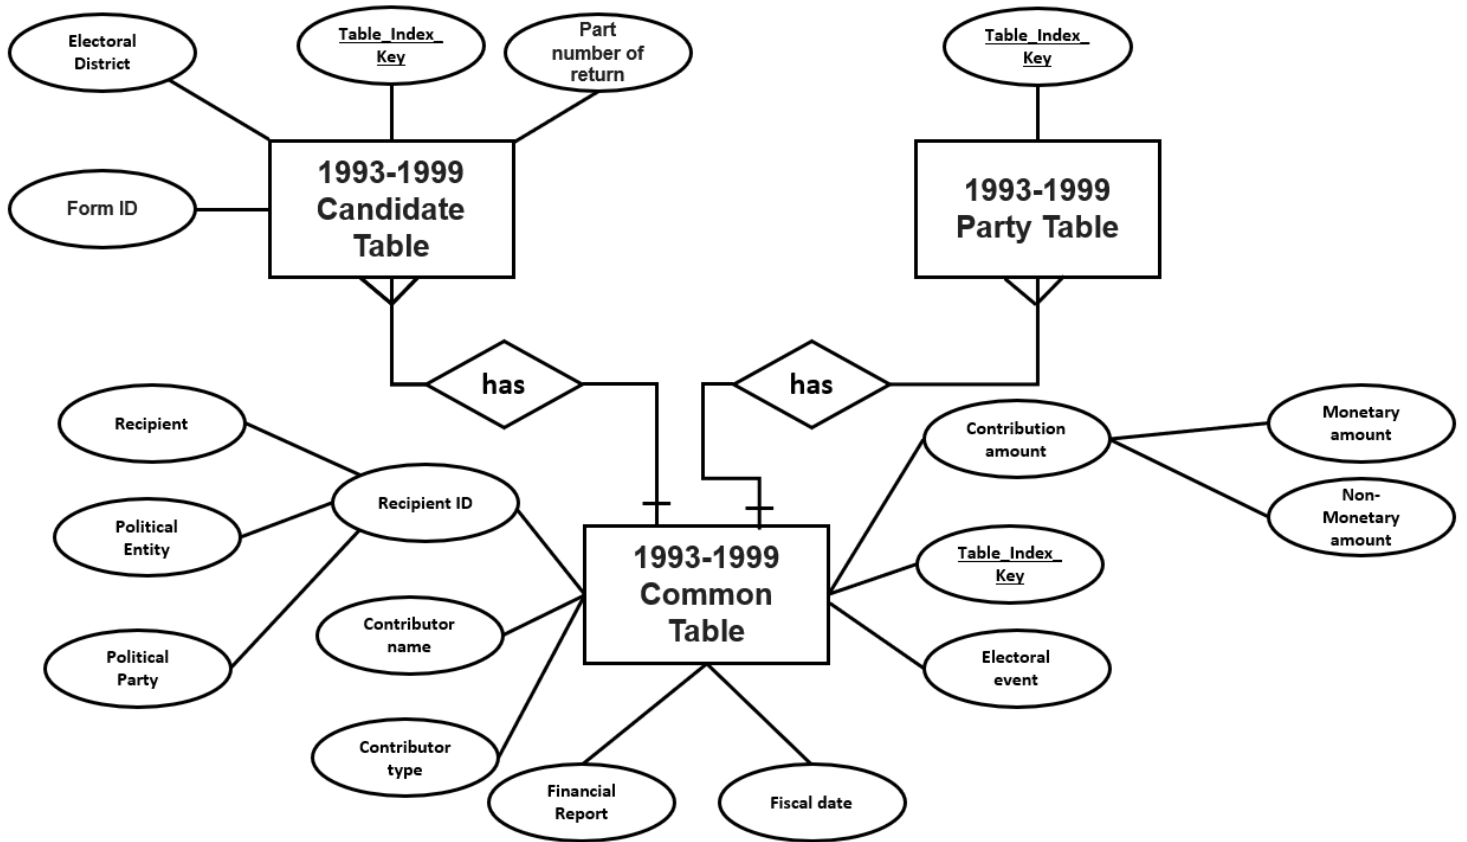 Electoral
District
Table_Index_
Key
Part
number of
return
Table_Index_
Key
Form ID
1993-1999
Candidate
Table
1993-1999
Party Table
has
has
Recipient
Recipient ID
Political
Entity
Political
Party
Contributor
name
Contributor
type
1993-1999
Common
Table
Contribution
amount
Monetary
amount
Non-
Monetary
amount
Table_Index_
Key
Electoral
event
Financial
Report
Fiscal date